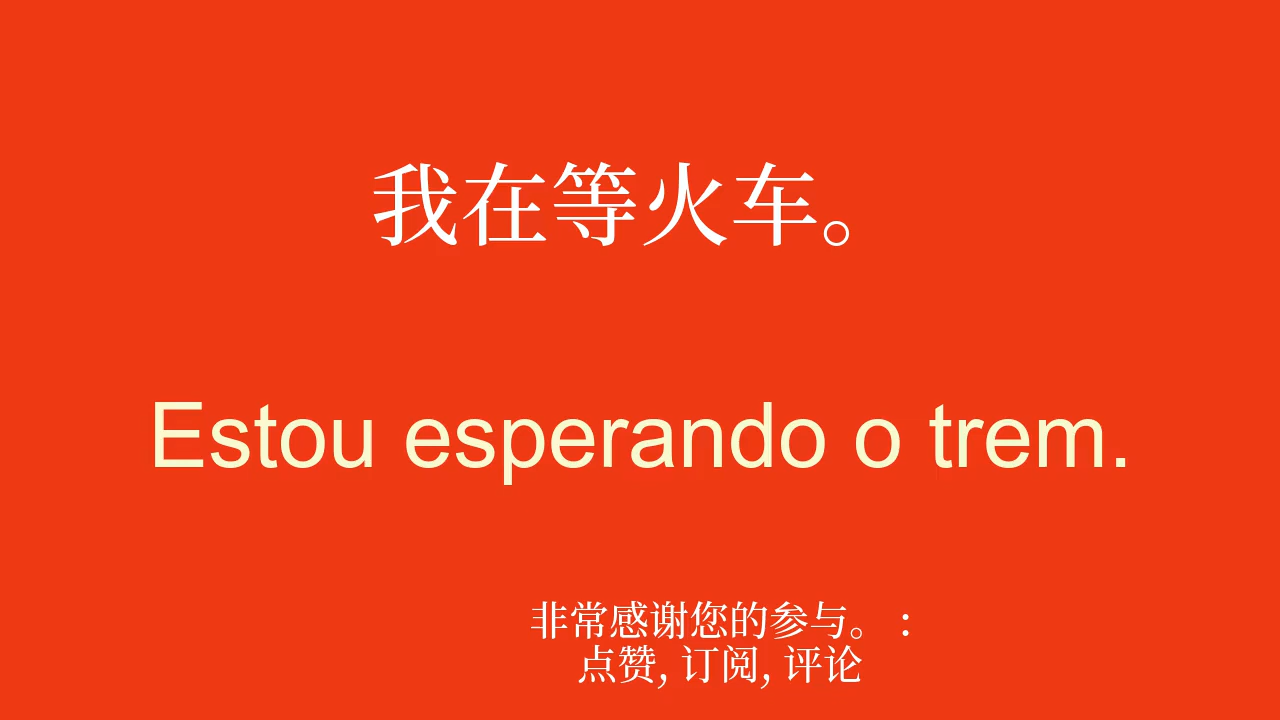 我在等火车。
Estou esperando o trem.
非常感谢您的参与。 :
点赞, 订阅, 评论